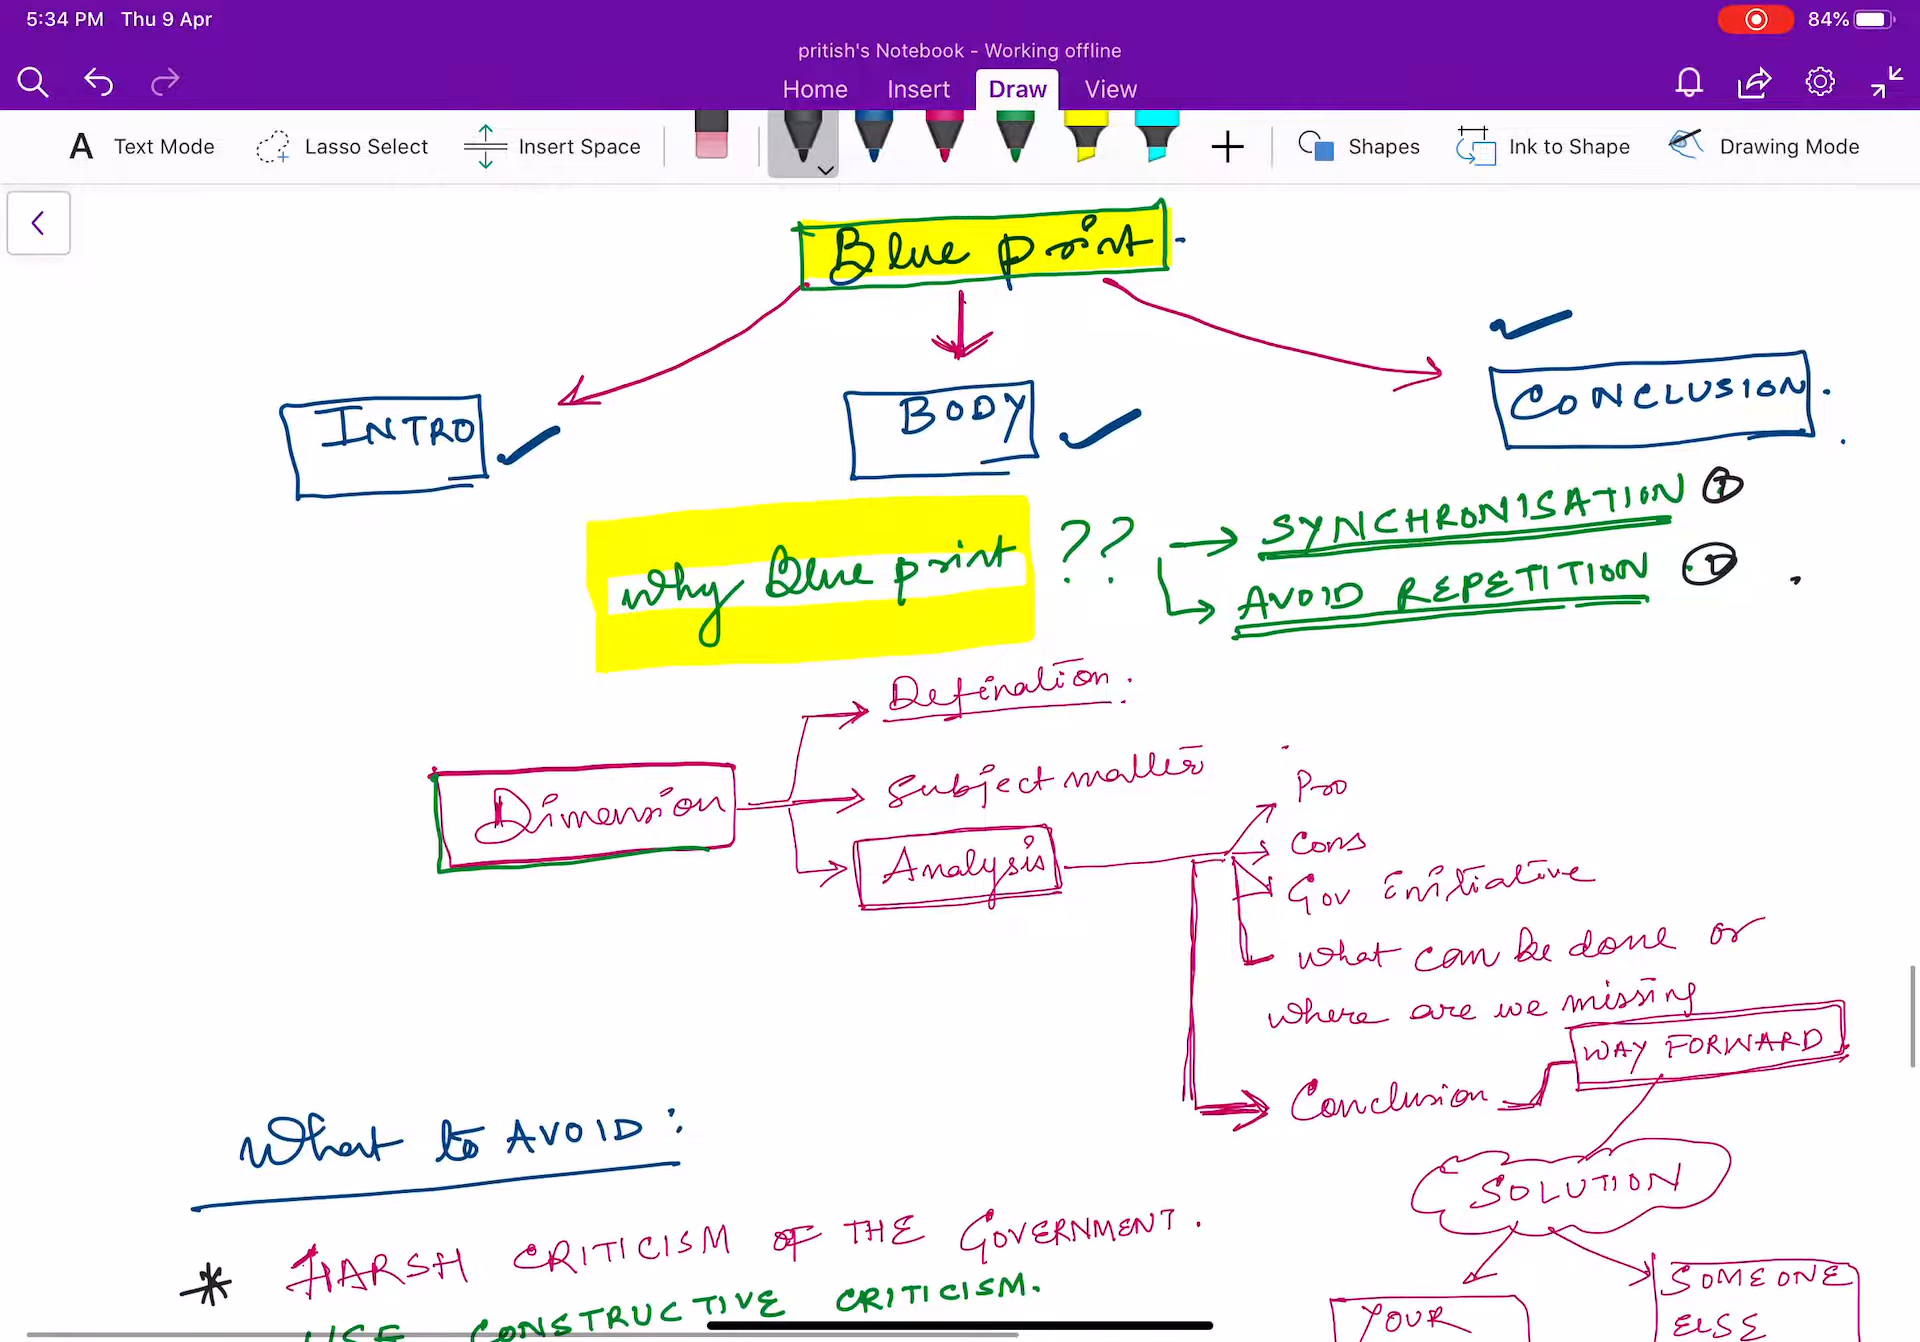 5:34 PM Thu 9 Apr
84%
pritish's Notebook - Working offline
Home Insert Draw View
A Text Mode Lasso Select Insert Space Shapes Ink to Shape Drawing Mode
Blue print
INTRO
BODY
CONCLUSION.
Why Blue print ??
SYNCHRONISATION
AVOID REPETITION
Defination.
Dimension
Subject matter
Analysis
Pro
Cons
Gov initiative
what can be done or
where are we missing
WAY FORWARD
Conclusion
What to AVOID:
SOLUTION
* HARSH CRITICISM OF THE GOVERNMENT.
USE CONSTRUCTIVE CRITICISM.
YOUR
SOMEONE
ELSE